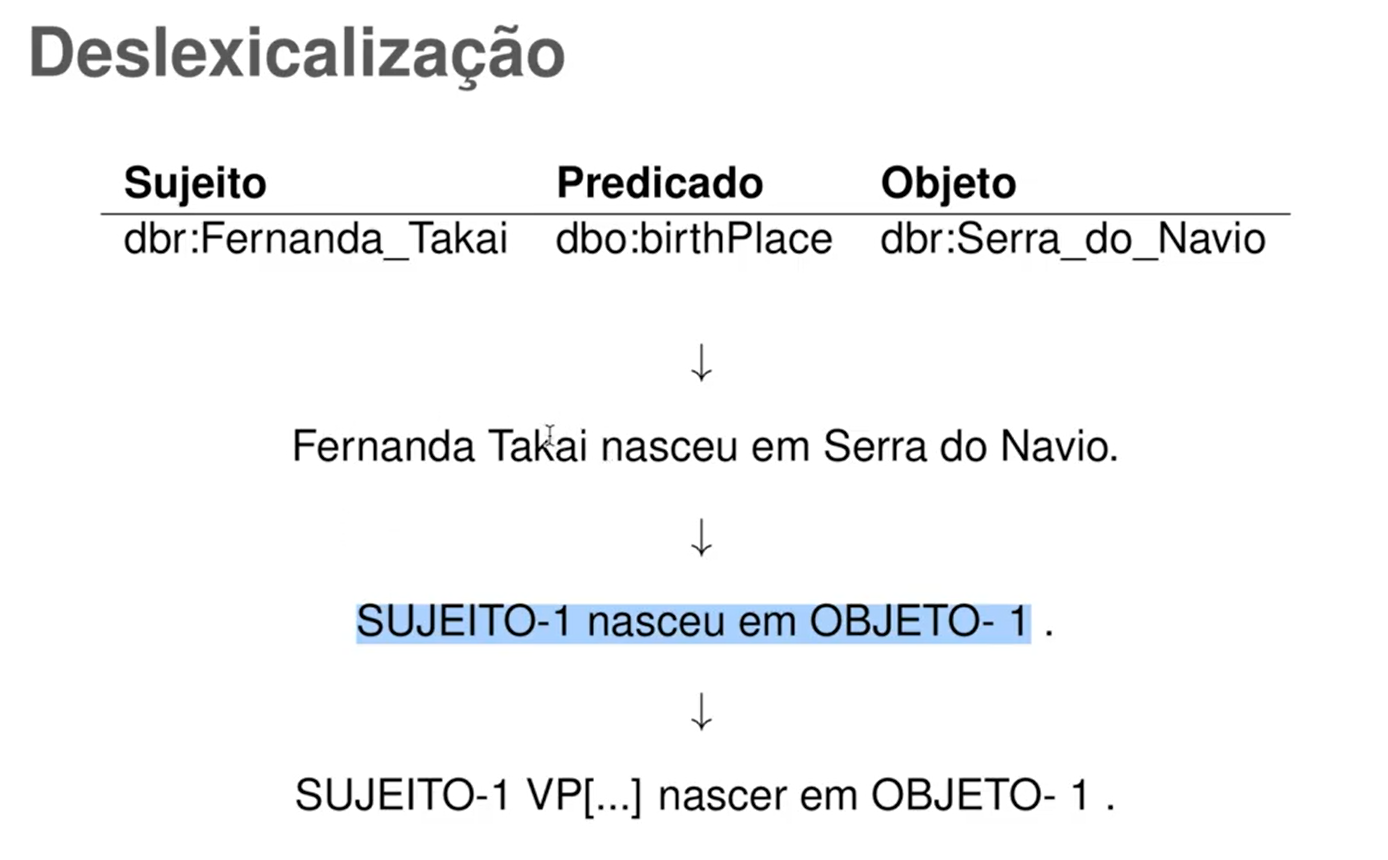 Deslexicalização
Sujeito Predicado Objeto
dbr:Fernanda_Takai dbo:birthPlace dbr:Serra_do_Navio
↓
Fernanda Takai nasceu em Serra do Navio.
↓
SUJEITO-1 nasceu em OBJETO- 1 .
↓
SUJEITO-1 VP[...] nascer em OBJETO- 1 .